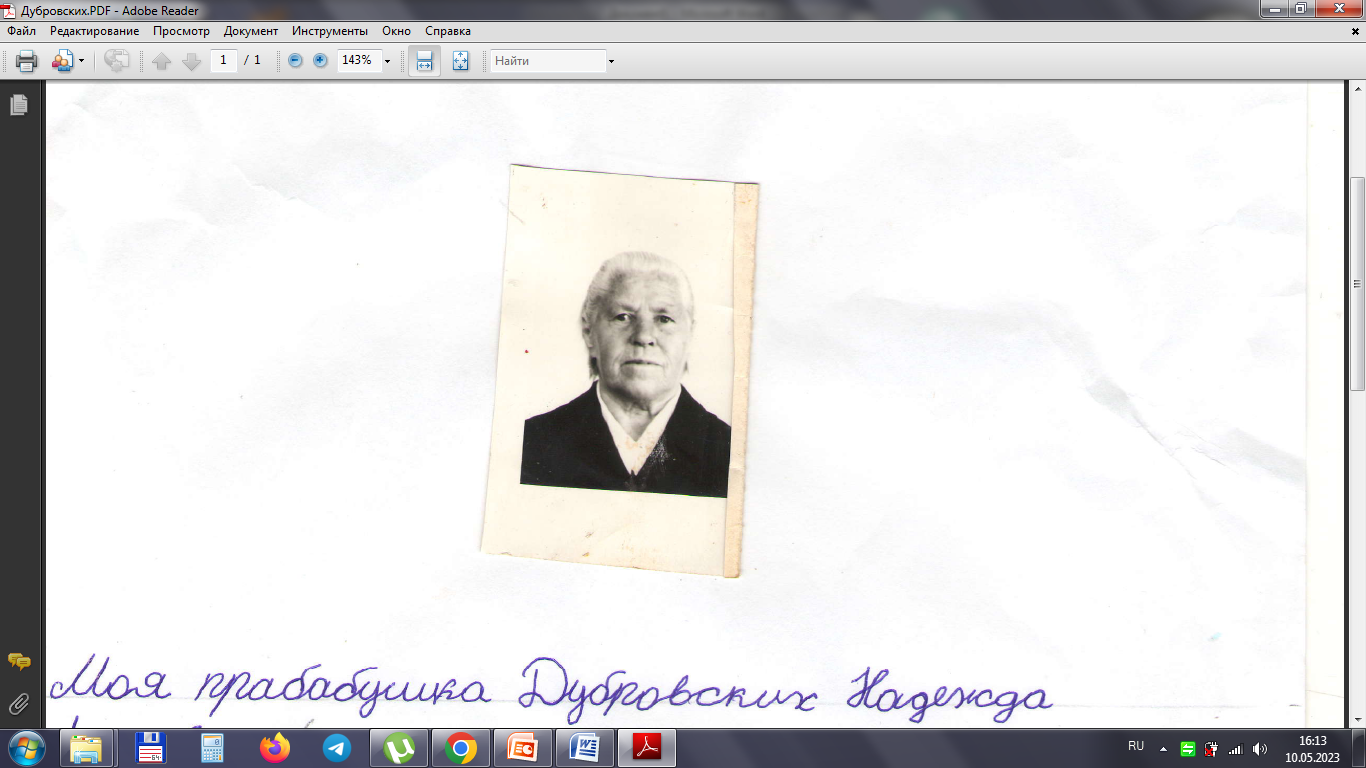 Дубровских.PDF - Adobe Reader
Файл Редактирование Просмотр Документ Инструменты Окно Справка
1 / 1 143% Найти
Моя прабабушка Дубровских Надежда
64
RU 16:13
10.05.2023